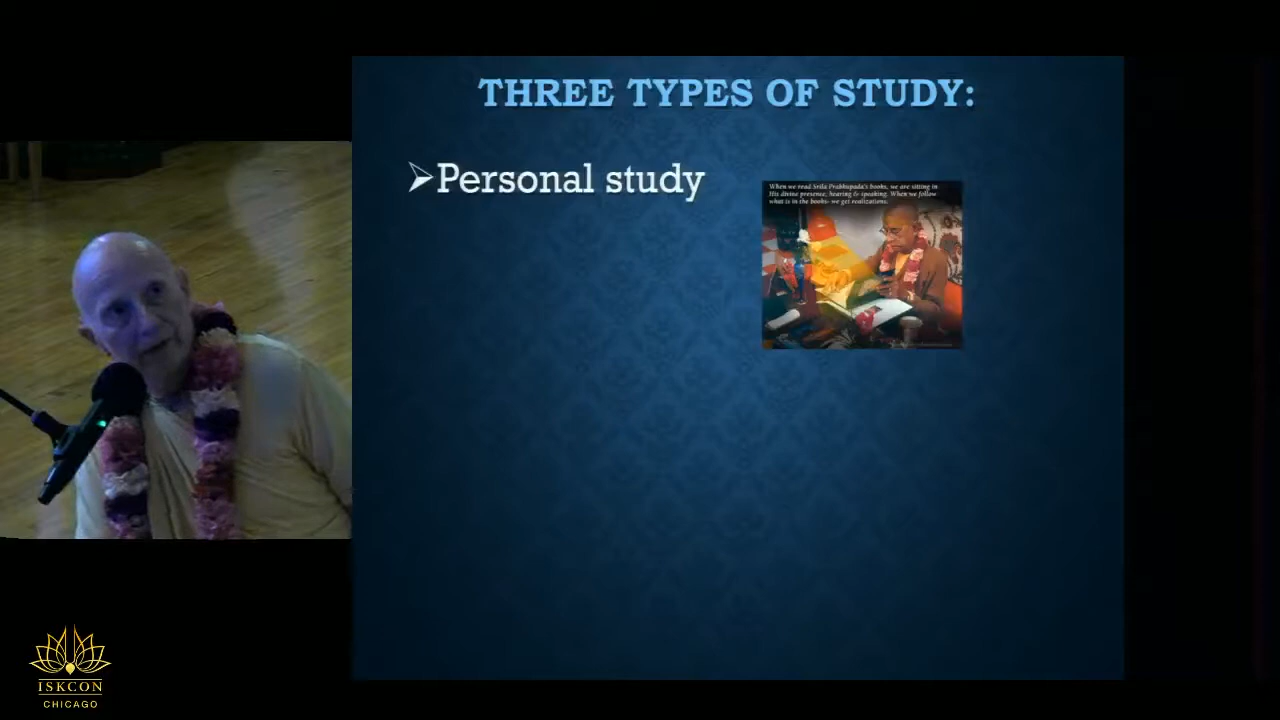 THREE TYPES OF STUDY:
Personal study
When we read Srila Prabhupada's books, we are sitting in
His divine presence, hearing & speaking. When we follow
what is in the books- we get realizations.
ISKCON
CHICAGO